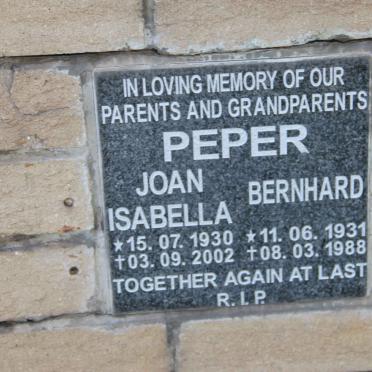 IN LOVING MEMORY OF OUR
PARENTS AND GRANDPARENTS
PEPER
JOAN ISABELLA
★ 15. 07. 1930
† 03. 09. 2002
BERNHARD
★ 11. 06. 1931
† 08. 03. 1988
TOGETHER AGAIN AT LAST
R.I.P.